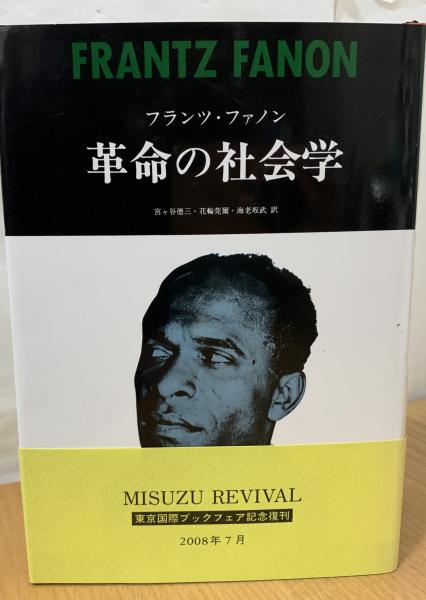 FRANTZ FANON
フランツ・ファノン
革命の社会学
宮ヶ谷徳三・花輪莞爾・海老坂武 訳
MISUZU REVIVAL
東京国際ブックフェア記念復刊
2008年7月